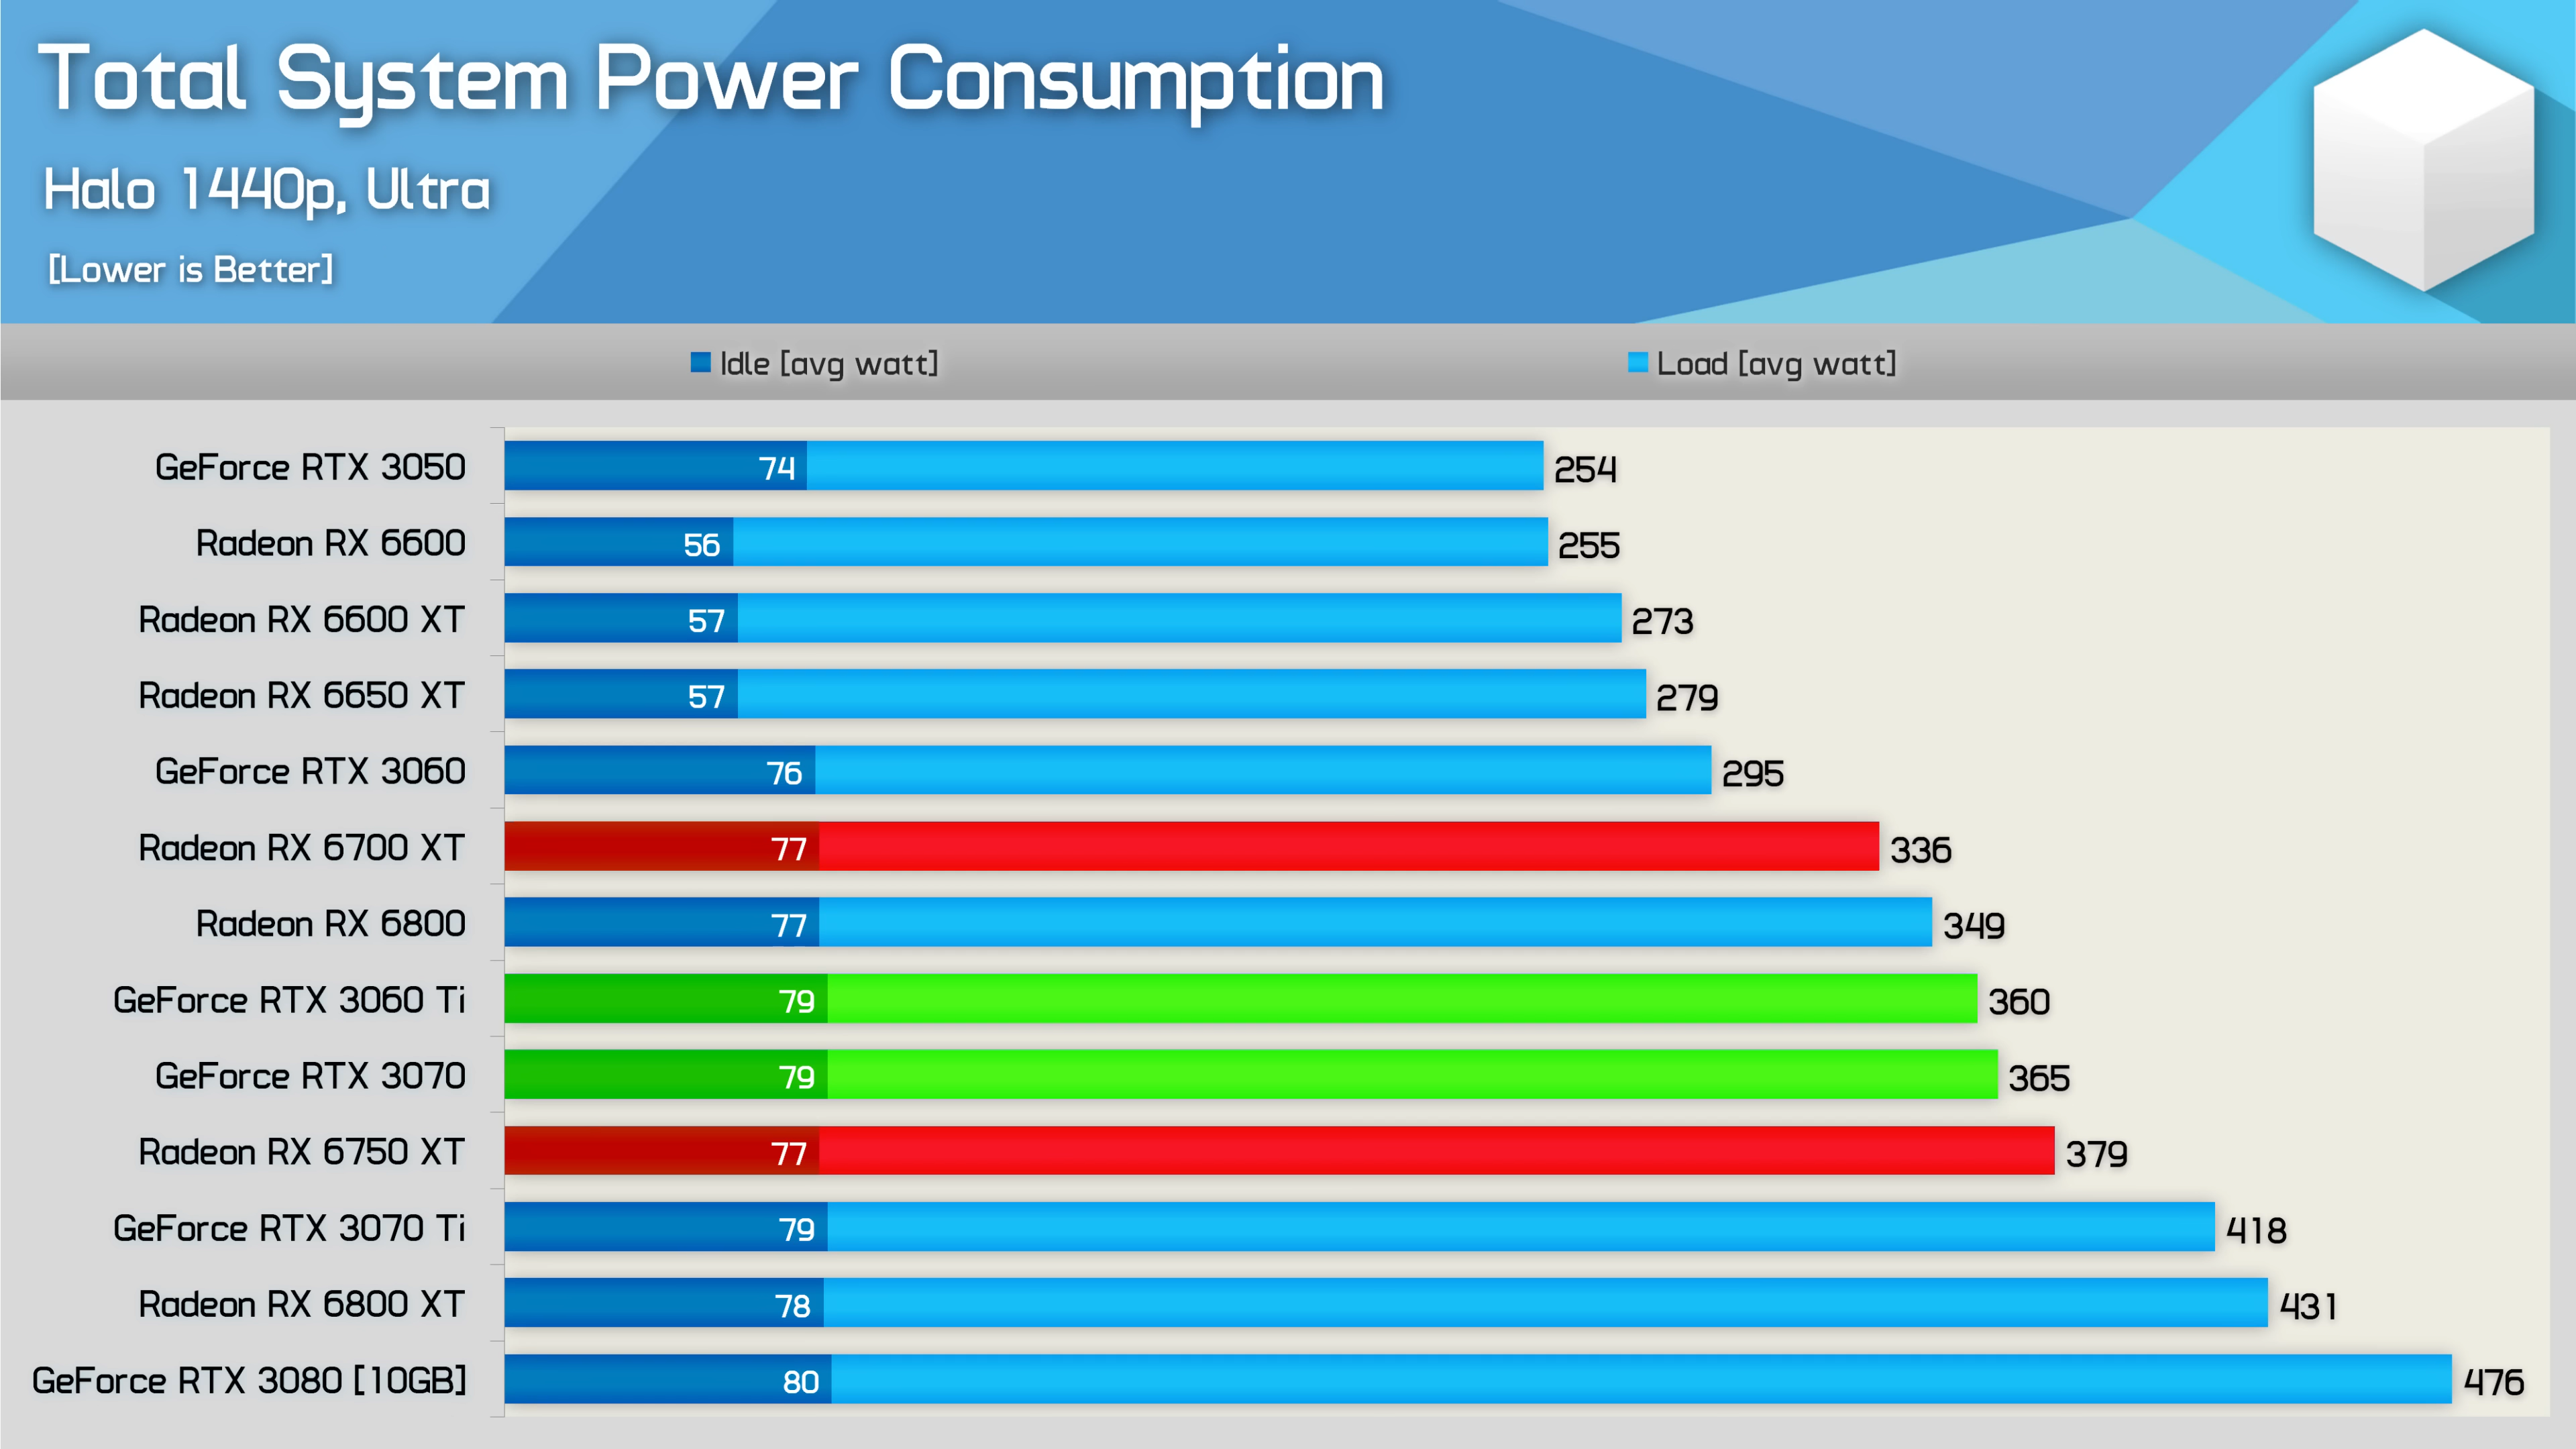 Total System Power Consumption
Halo 1440p, Ultra
[Lower is Better]
Idle [avg watt] Load [avg watt]
GeForce RTX 3050 74 254
Radeon RX 6600 56 255
Radeon RX 6600 XT 57 273
Radeon RX 6650 XT 57 279
GeForce RTX 3060 76 295
Radeon RX 6700 XT 77 336
Radeon RX 6800 77 349
GeForce RTX 3060 Ti 79 360
GeForce RTX 3070 79 365
Radeon RX 6750 XT 77 379
GeForce RTX 3070 Ti 79 418
Radeon RX 6800 XT 78 431
GeForce RTX 3080 [10GB] 80 476